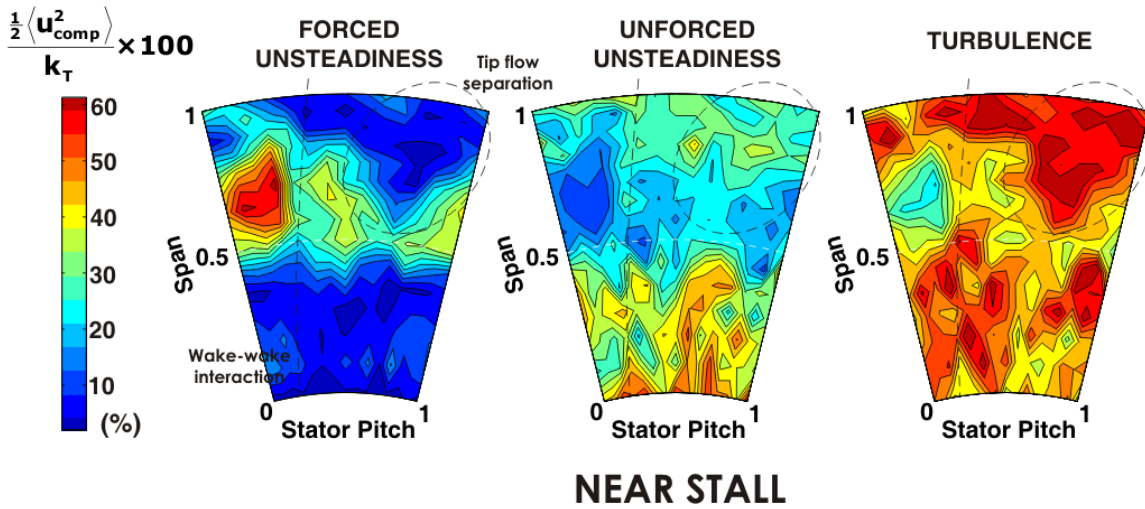 ½⟨u²comp⟩
kT
×100
FORCED
UNSTEADINESS
Tip flow
separation
UNFORCED
UNSTEADINESS
TURBULENCE
60
50
40
30
20
10
(%)
1
0.5
Span
Wake-wake
interaction
0
1
Stator Pitch
1
0.5
Span
0
1
Stator Pitch
1
0.5
Span
0
1
Stator Pitch
NEAR STALL